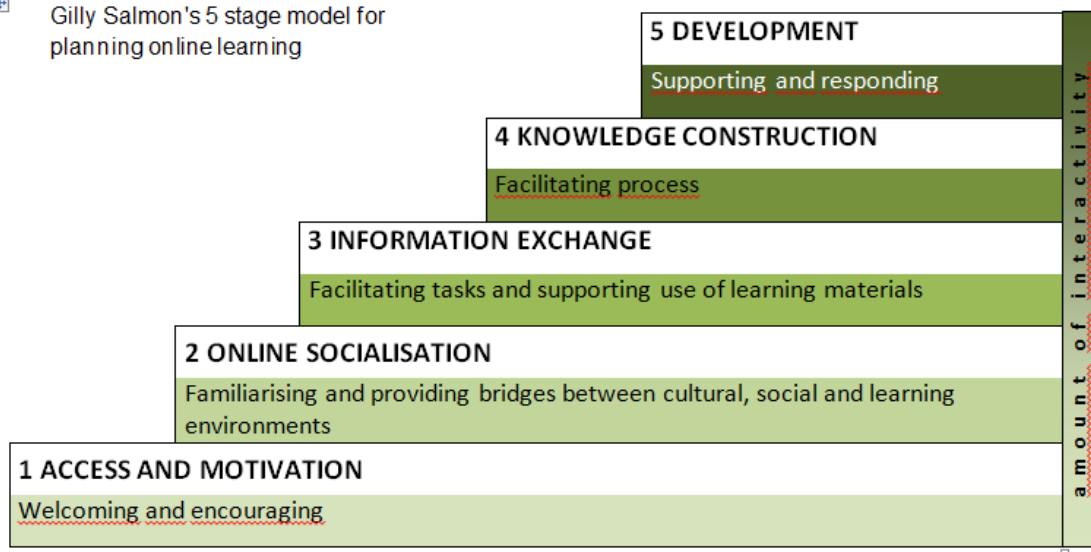 Gilly Salmon's 5 stage model for
planning online learning
5 DEVELOPMENT
Supporting and responding
4 KNOWLEDGE CONSTRUCTION
Facilitating process
3 INFORMATION EXCHANGE
Facilitating tasks and supporting use of learning materials
2 ONLINE SOCIALISATION
Familiarising and providing bridges between cultural, social and learning
environments
1 ACCESS AND MOTIVATION
Welcoming and encouraging
amount of interactivity